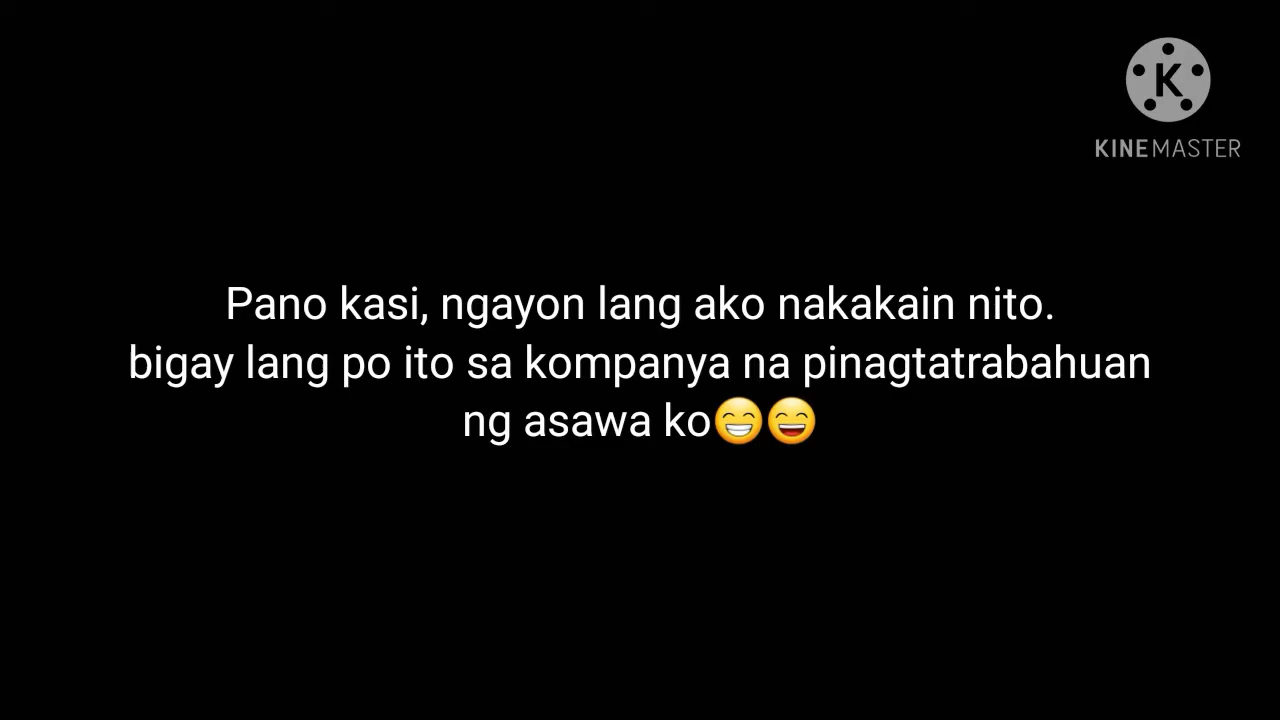 K
KINEMASTER
Pano kasi, ngayon lang ako nakakain nito.
bigay lang po ito sa kompanya na pinagtatrabahuan
ng asawa ko😁😄